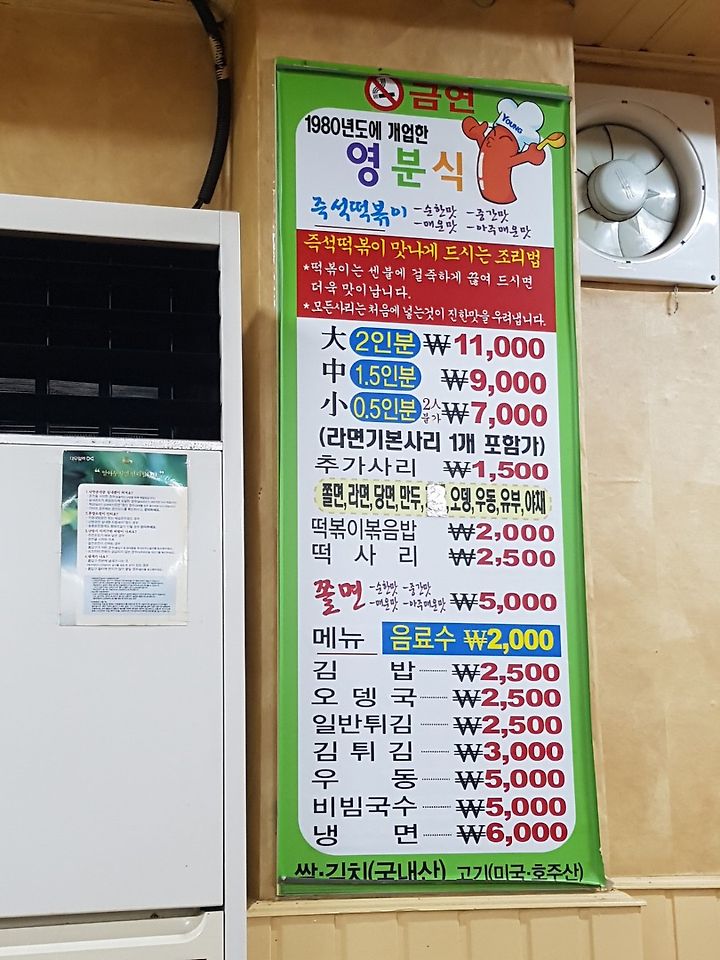 금연
YOUNG
1980년도에 개업한
영분식
즉석떡볶이 -순한맛 -중간맛
-매운맛 -아주매운맛
즉석떡볶이 맛나게 드시는 조리법
*떡볶이는 센불에 걸죽하게 끓여 드시면
더욱 맛이납니다.
*모든사리는 처음에 넣는것이 진한맛을 우려냅니다.
大 2인분 ₩11,000
中 1.5인분 ₩9,000
小 0.5인분 2人불가 ₩7,000
(라면기본사리 1개 포함가)
추가사리 ₩1,500
쫄면, 라면, 당면, 만두, 오뎅, 우동, 유부, 야채
떡볶이볶음밥 ₩2,000
떡 사 리 ₩2,500
쫄면 -순한맛 -중간맛
-매운맛 -아주매운맛 ₩5,000
메뉴 음료수 ₩2,000
김 밥 ₩2,500
오 뎅 국 ₩2,500
일반튀김 ₩2,500
김 튀 김 ₩3,000
우 동 ₩5,000
비빔국수 ₩5,000
냉 면 ₩6,000
쌀·김치(국내산) 고기(미국·호주산)